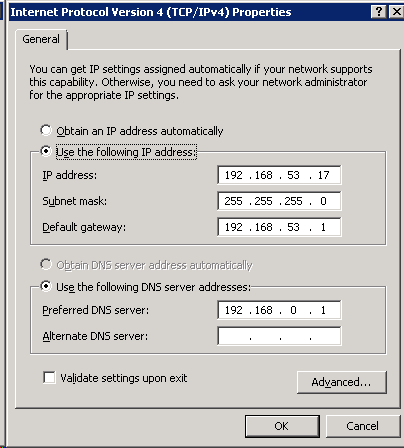 Internet Protocol Version 4 (TCP/IPv4) Properties
General
You can get IP settings assigned automatically if your network supports
this capability. Otherwise, you need to ask your network administrator
for the appropriate IP settings.
Obtain an IP address automatically
Use the following IP address:
IP address: 192 . 168 . 53 . 17
Subnet mask: 255 . 255 . 255 . 0
Default gateway: 192 . 168 . 53 . 1
Obtain DNS server address automatically
Use the following DNS server addresses:
Preferred DNS server: 192 . 168 . 0 . 1
Alternate DNS server: . . .
Validate settings upon exit
Advanced...
OK Cancel